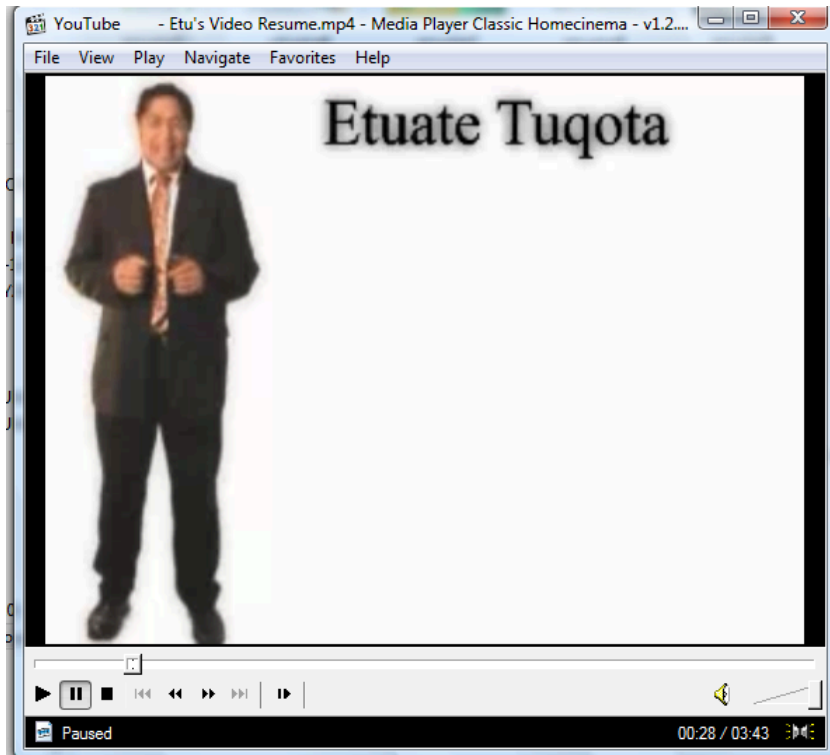 YouTube - Etu's Video Resume.mp4 - Media Player Classic Homecinema - v1.2....
File View Play Navigate Favorites Help
Etuate Tuqota
Paused
00:28 / 03:43